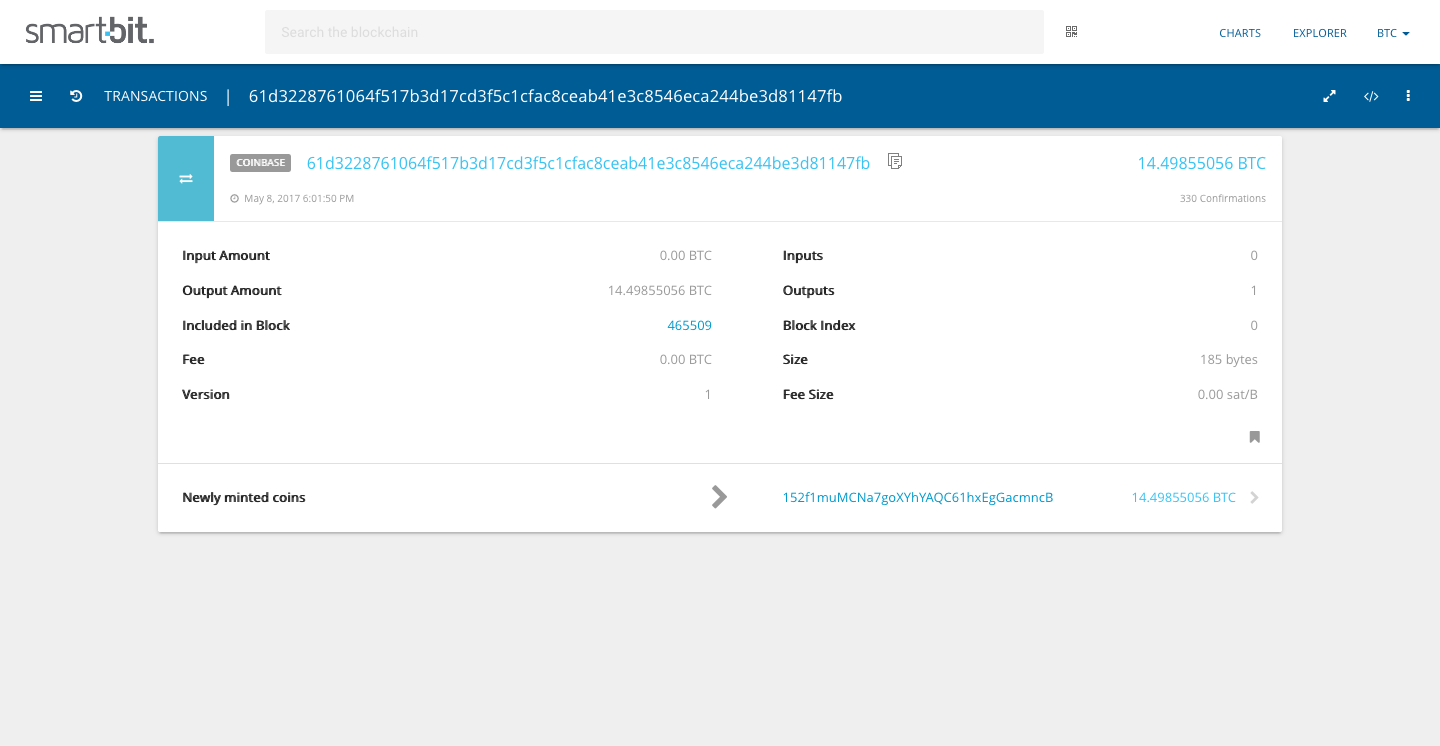 smartbit.
Search the blockchain
CHARTS EXPLORER BTC
TRANSACTIONS | 61d3228761064f517b3d17cd3f5c1cfac8ceab41e3c8546eca244be3d81147fb
COINBASE 61d3228761064f517b3d17cd3f5c1cfac8ceab41e3c8546eca244be3d81147fb 14.49855056 BTC
May 8, 2017 6:01:50 PM 330 Confirmations
Input Amount 0.00 BTC Inputs 0
Output Amount 14.49855056 BTC Outputs 1
Included in Block 465509 Block Index 0
Fee 0.00 BTC Size 185 bytes
Version 1 Fee Size 0.00 sat/B
Newly minted coins 152f1muMCNa7goXYhYAQC61hxEgGacmncB 14.49855056 BTC